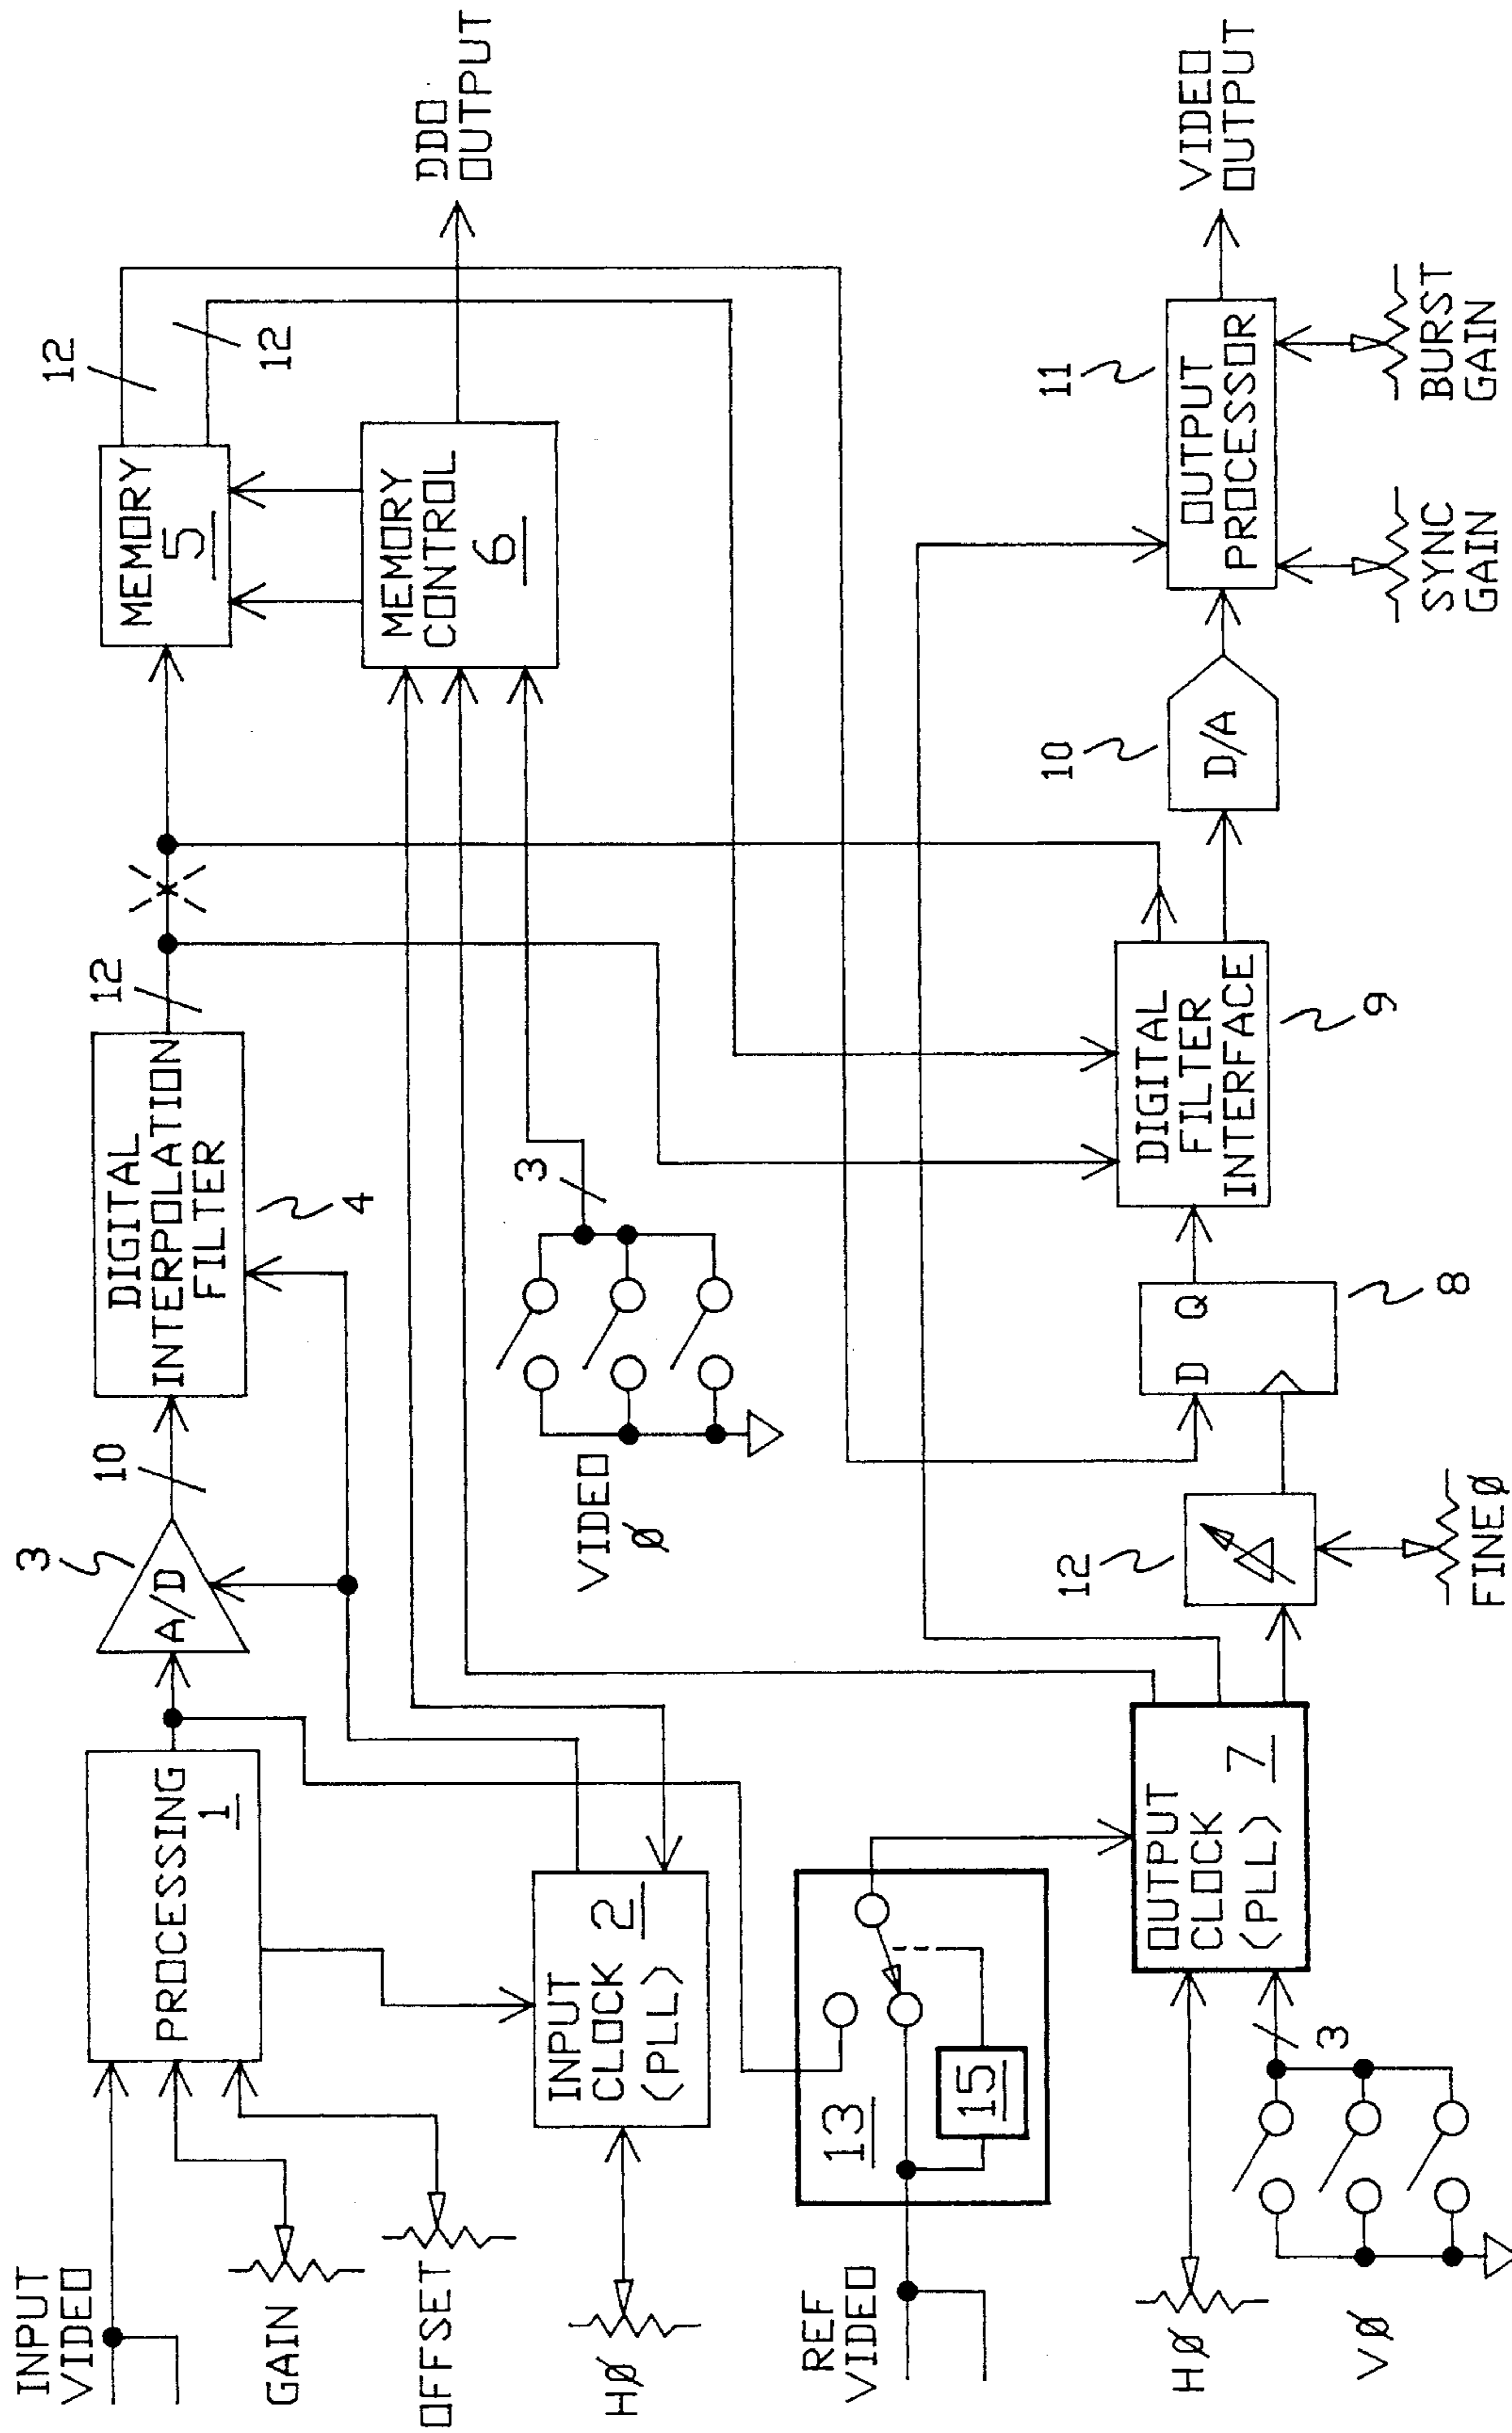 INPUT
VIDEO
GAIN
OFFSET
HØ
PROCESSING
1
INPUT
CLOCK 2
(PLL)
3
A/D
10
DIGITAL
INTERPOLATION
FILTER
4
12
MEMORY
5
12
12
MEMORY
CONTROL
6
DDO
OUTPUT
VIDEO
Ø
3
REF
VIDEO
13
15
HØ
VØ
3
OUTPUT
CLOCK 7
(PLL)
12
FINEØ
D Q
8
DIGITAL
FILTER
INTERFACE
9
10
D/A
11
OUTPUT
PROCESSOR
SYNC
GAIN
BURST
GAIN
VIDEO
OUTPUT